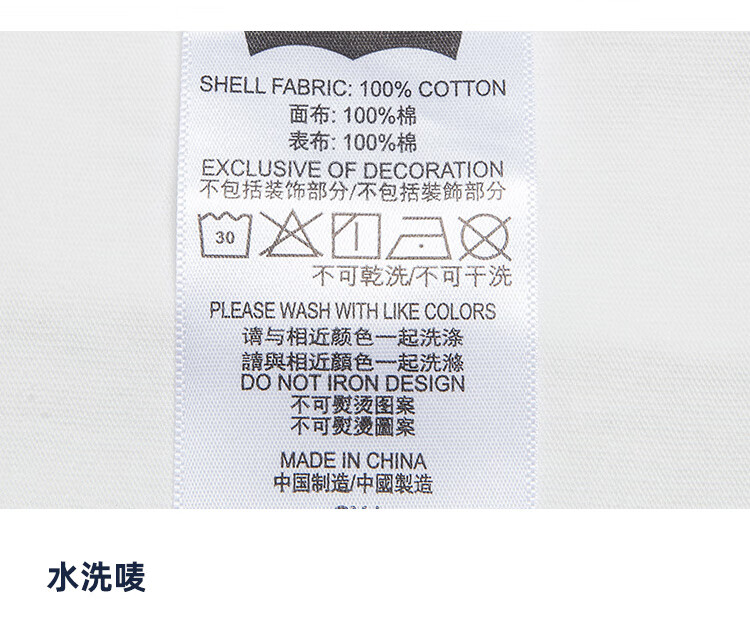 SHELL FABRIC: 100% COTTON
面布: 100%棉
表布: 100%棉
EXCLUSIVE OF DECORATION
不包括装饰部分/不包括裝飾部分
30
不可乾洗/不可干洗
PLEASE WASH WITH LIKE COLORS
请与相近颜色一起洗涤
請與相近顏色一起洗滌
DO NOT IRON DESIGN
不可熨烫图案
不可熨燙圖案
MADE IN CHINA
中国制造/中國製造
水洗唛